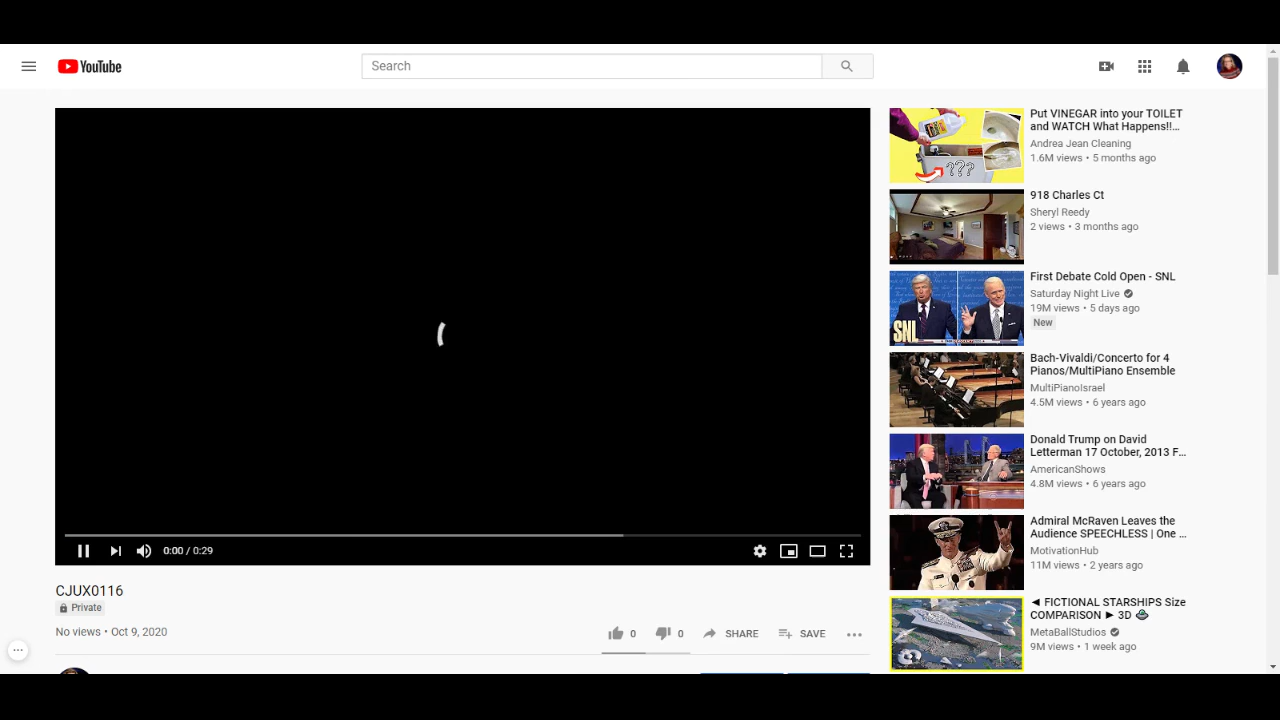 YouTube
Search
0:00 / 0:29
CJUX0116
Private
No views • Oct 9, 2020
0
0
SHARE
SAVE
Put VINEGAR into your TOILET
and WATCH What Happens!!...
Andrea Jean Cleaning
1.6M views • 5 months ago
???
918 Charles Ct
Sheryl Reedy
2 views • 3 months ago
First Debate Cold Open - SNL
Saturday Night Live
19M views • 5 days ago
New
SNL
Bach-Vivaldi/Concerto for 4
Pianos/MultiPiano Ensemble
MultiPianoIsrael
4.5M views • 6 years ago
Donald Trump on David
Letterman 17 October, 2013 F...
AmericanShows
4.8M views • 6 years ago
Admiral McRaven Leaves the
Audience SPEECHLESS | One ...
MotivationHub
11M views • 2 years ago
◄ FICTIONAL STARSHIPS Size
COMPARISON ► 3D 🛸
MetaBallStudios
9M views • 1 week ago